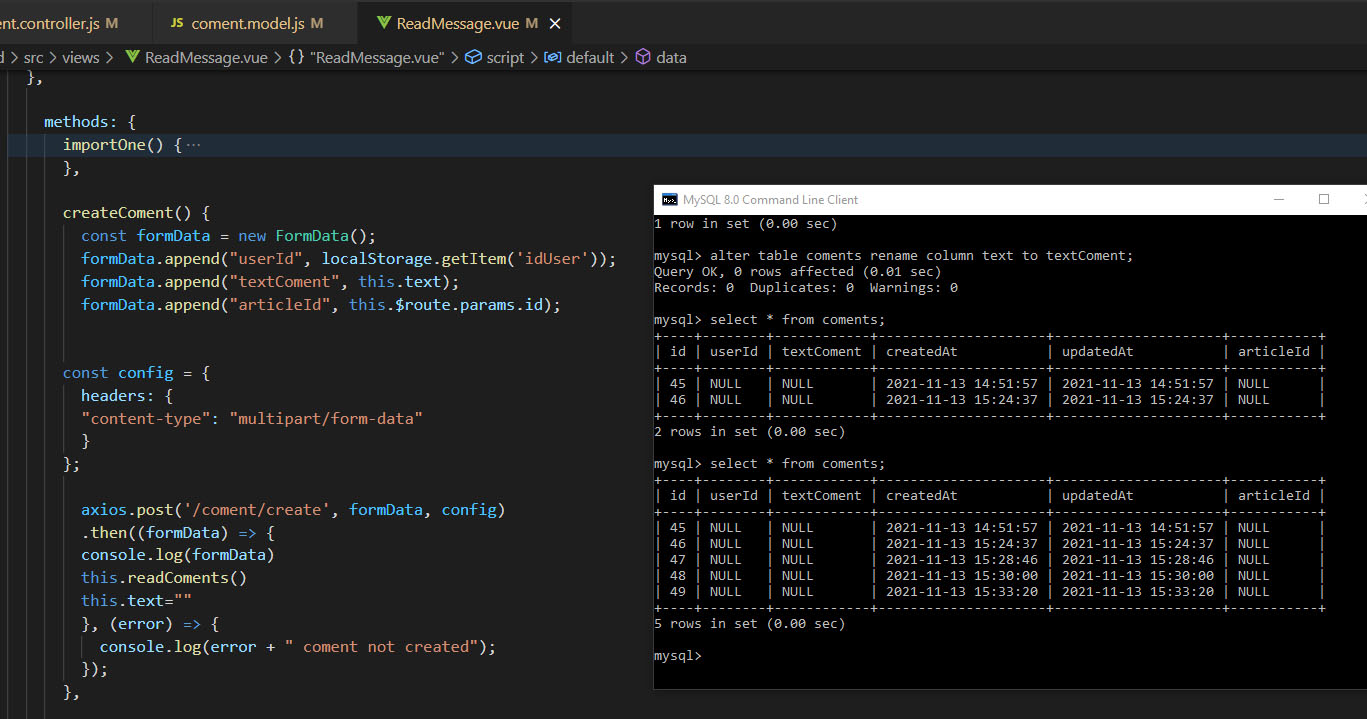 nt.controller.js M
JS coment.model.js M
ReadMessage.vue M ×
d > src > views > ReadMessage.vue > {} "ReadMessage.vue" > script > default > data
},
methods: {
importOne() { ···
},
createComent() {
const formData = new FormData();
formData.append("userId", localStorage.getItem('idUser'));
formData.append("textComent", this.text);
formData.append("articleId", this.$route.params.id);
const config = {
headers: {
"content-type": "multipart/form-data"
}
};
axios.post('/coment/create', formData, config)
.then((formData) => {
console.log(formData)
this.readComents()
this.text=""
}, (error) => {
console.log(error + " coment not created");
});
},
MySQL 8.0 Command Line Client
1 row in set (0.00 sec)
mysql> alter table coments rename column text to textComent;
Query OK, 0 rows affected (0.01 sec)
Records: 0  Duplicates: 0  Warnings: 0
mysql> select * from coments;
+----+--------+------------+---------------------+---------------------+-----------+
| id | userId | textComent | createdAt           | updatedAt           | articleId |
+----+--------+------------+---------------------+---------------------+-----------+
| 45 | NULL   | NULL       | 2021-11-13 14:51:57 | 2021-11-13 14:51:57 | NULL      |
| 46 | NULL   | NULL       | 2021-11-13 15:24:37 | 2021-11-13 15:24:37 | NULL      |
+----+--------+------------+---------------------+---------------------+-----------+
2 rows in set (0.00 sec)
mysql> select * from coments;
+----+--------+------------+---------------------+---------------------+-----------+
| id | userId | textComent | createdAt           | updatedAt           | articleId |
+----+--------+------------+---------------------+---------------------+-----------+
| 45 | NULL   | NULL       | 2021-11-13 14:51:57 | 2021-11-13 14:51:57 | NULL      |
| 46 | NULL   | NULL       | 2021-11-13 15:24:37 | 2021-11-13 15:24:37 | NULL      |
| 47 | NULL   | NULL       | 2021-11-13 15:28:46 | 2021-11-13 15:28:46 | NULL      |
| 48 | NULL   | NULL       | 2021-11-13 15:30:00 | 2021-11-13 15:30:00 | NULL      |
| 49 | NULL   | NULL       | 2021-11-13 15:33:20 | 2021-11-13 15:33:20 | NULL      |
+----+--------+------------+---------------------+---------------------+-----------+
5 rows in set (0.00 sec)
mysql>